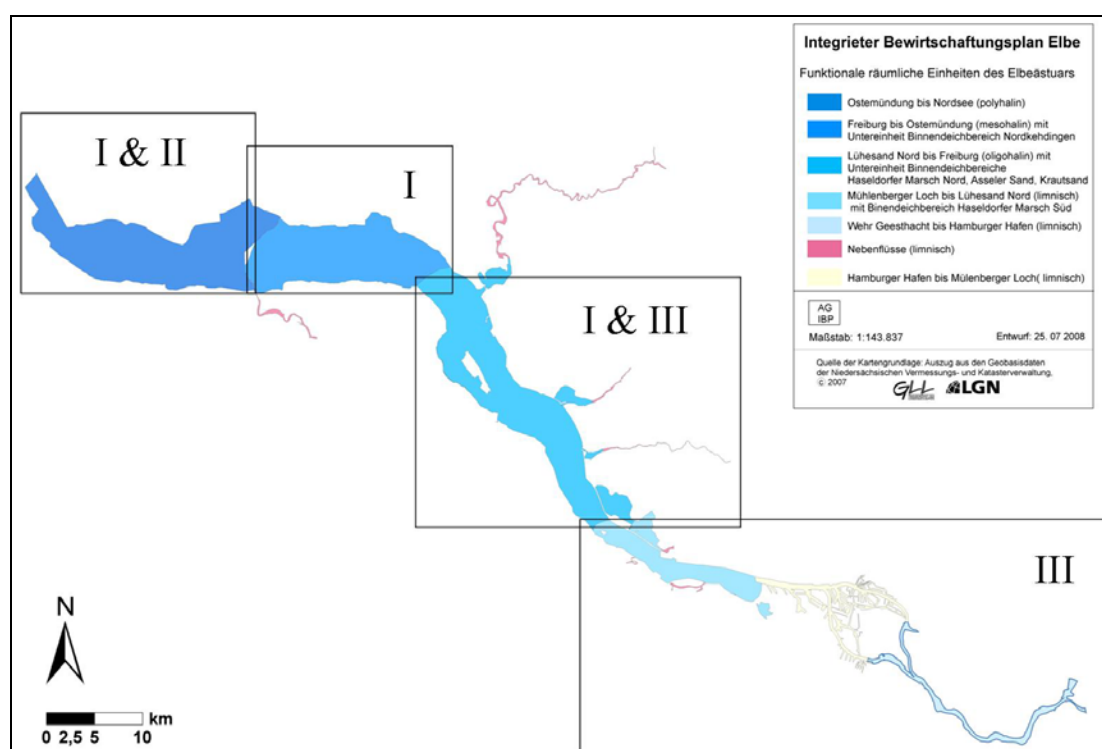 I & II
I
I & III
III
N
km
0 2,5 5 10
Integrieter Bewirtschaftungsplan Elbe
Funktionale räumliche Einheiten des Elbeästuars
Ostemündung bis Nordsee (polyhalin)
Freiburg bis Ostemündung (mesohalin) mit
Untereinheit Binnendeichbereich Nordkehdingen
Lühesand Nord bis Freiburg (oligohalin) mit
Untereinheit Binnendeichbereiche
Haseldorfer Marsch Nord, Asseler Sand, Krautsand
Mühlenberger Loch bis Lühesand Nord (limnisch)
mit Binendeichbereich Haseldorfer Marsch Süd
Wehr Geesthacht bis Hamburger Hafen (limnisch)
Nebenflüsse (limnisch)
Hamburger Hafen bis Mülenberger Loch( limnisch)
AG
IBP
Maßstab: 1:143.837 Entwurf: 25. 07 2008
Quelle der Kartengrundlage: Auszug aus den Geobasisdaten
der Niedersächsischen Vermessungs- und Katasterverwaltung,
© 2007
GLL LGN